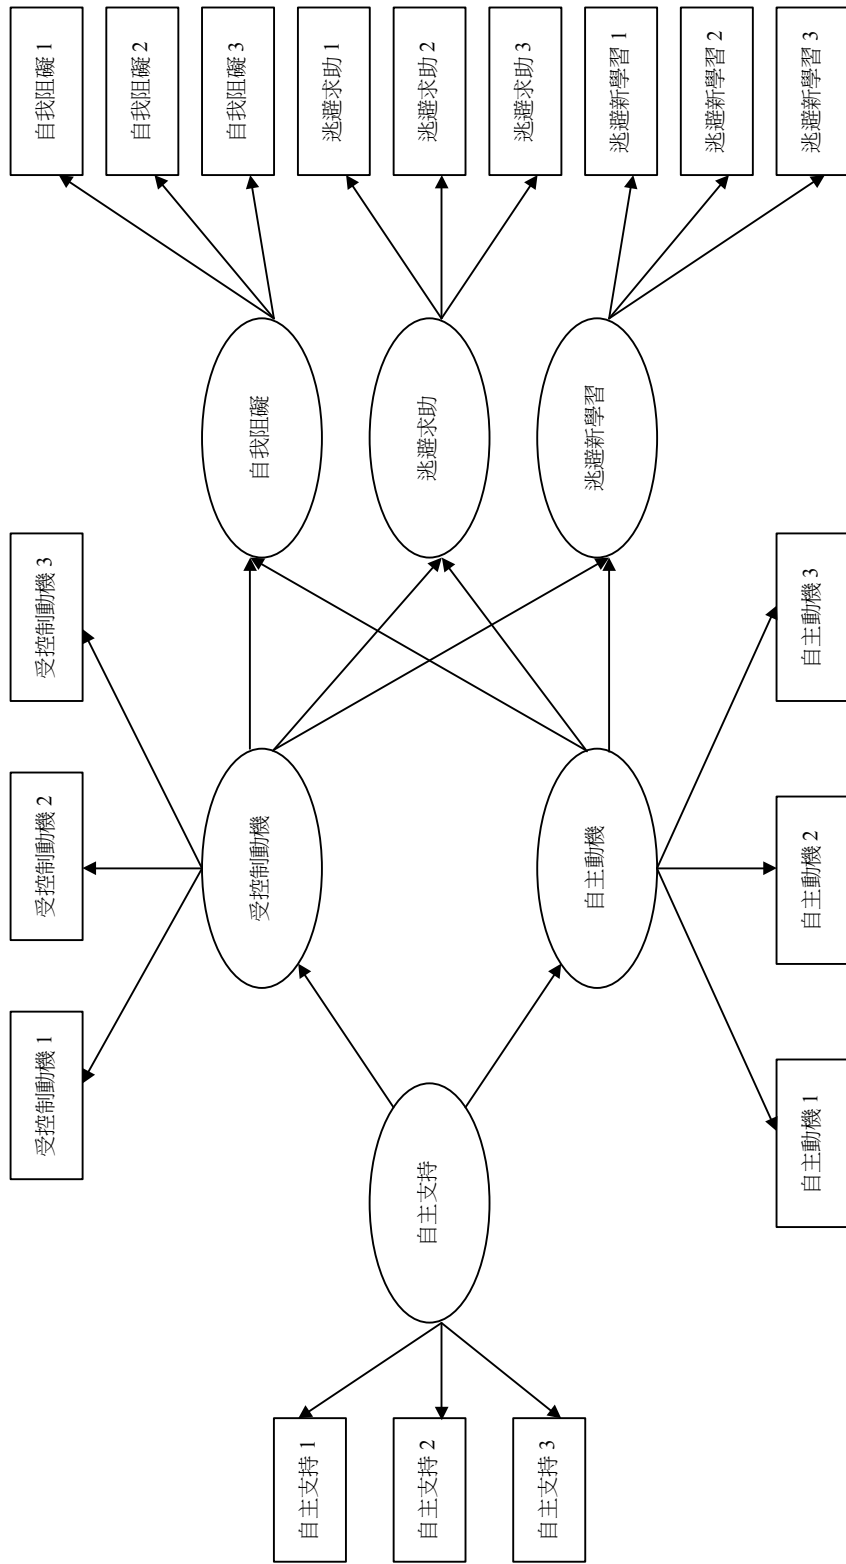 自我阻礙 1
自我阻礙 2
自我阻礙 3
逃避求助 1
逃避求助 2
逃避求助 3
逃避新學習 1
逃避新學習 2
逃避新學習 3
自我阻礙
逃避求助
逃避新學習
受控制動機 3
受控制動機 2
受控制動機 1
自主動機 3
自主動機 2
自主動機 1
受控制動機
自主動機
自主支持
自主支持 1
自主支持 2
自主支持 3